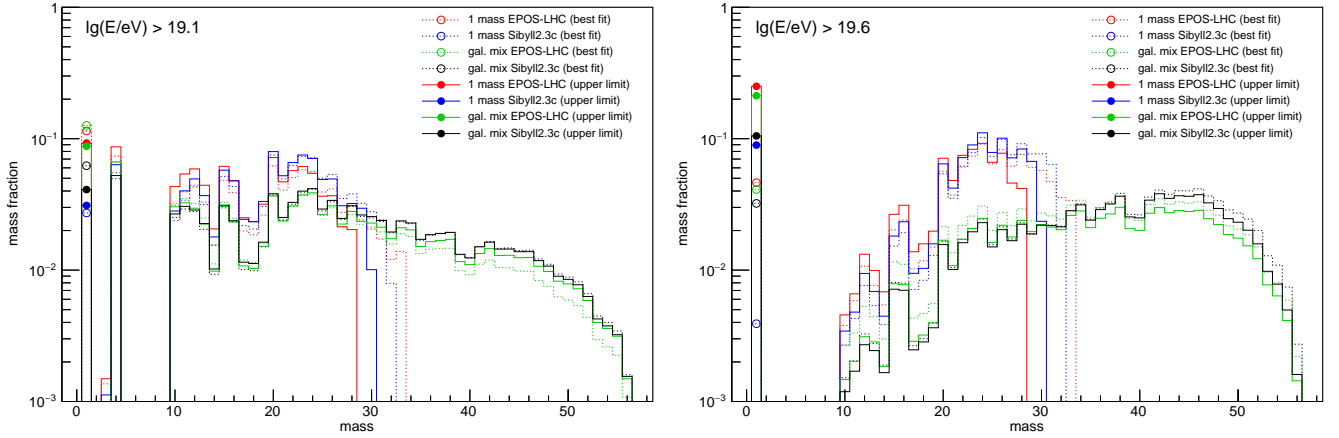 lg(E/eV) > 19.1
1 mass EPOS-LHC (best fit)
1 mass Sibyll2.3c (best fit)
gal. mix EPOS-LHC (best fit)
gal. mix Sibyll2.3c (best fit)
1 mass EPOS-LHC (upper limit)
1 mass Sibyll2.3c (upper limit)
gal. mix EPOS-LHC (upper limit)
gal. mix Sibyll2.3c (upper limit)
mass fraction
1
10⁻¹
10⁻²
10⁻³
0 10 20 30 40 50
mass
lg(E/eV) > 19.6
1 mass EPOS-LHC (best fit)
1 mass Sibyll2.3c (best fit)
gal. mix EPOS-LHC (best fit)
gal. mix Sibyll2.3c (best fit)
1 mass EPOS-LHC (upper limit)
1 mass Sibyll2.3c (upper limit)
gal. mix EPOS-LHC (upper limit)
gal. mix Sibyll2.3c (upper limit)
mass fraction
1
10⁻¹
10⁻²
10⁻³
0 10 20 30 40 50
mass